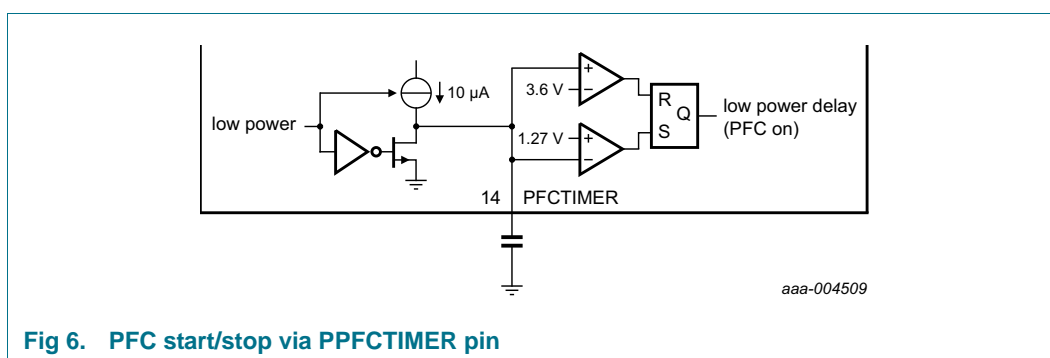 10 µA
low power
3.6 V
1.27 V
+
−
+
−
R
S
Q
low power delay
(PFC on)
14 PFCTIMER
aaa-004509
Fig 6. PFC start/stop via PPFCTIMER pin